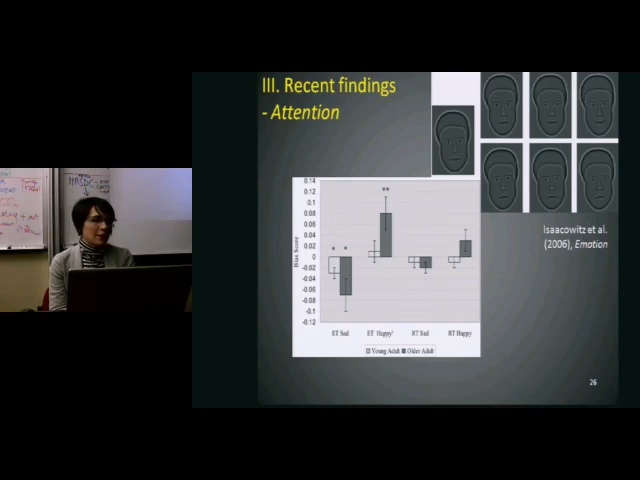 III. Recent findings
- Attention
0.14
0.12
0.1
0.08
0.06
0.04
0.02
0
-0.02
-0.04
-0.06
-0.08
-0.1
-0.12
Bias Score
*
*
**
ET Sad
ET Happy
RT Sad
RT Happy
Young Adult
Older Adult
Isaacowitz et al.
(2006), Emotion
26